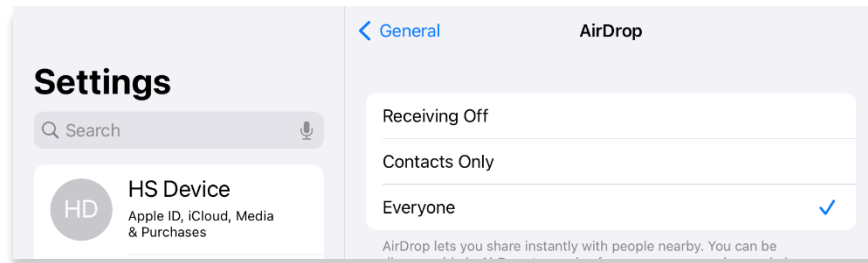 General
AirDrop
Settings
Search
Receiving Off
Contacts Only
HD
HS Device
Apple ID, iCloud, Media
& Purchases
Everyone
AirDrop lets you share instantly with people nearby. You can be